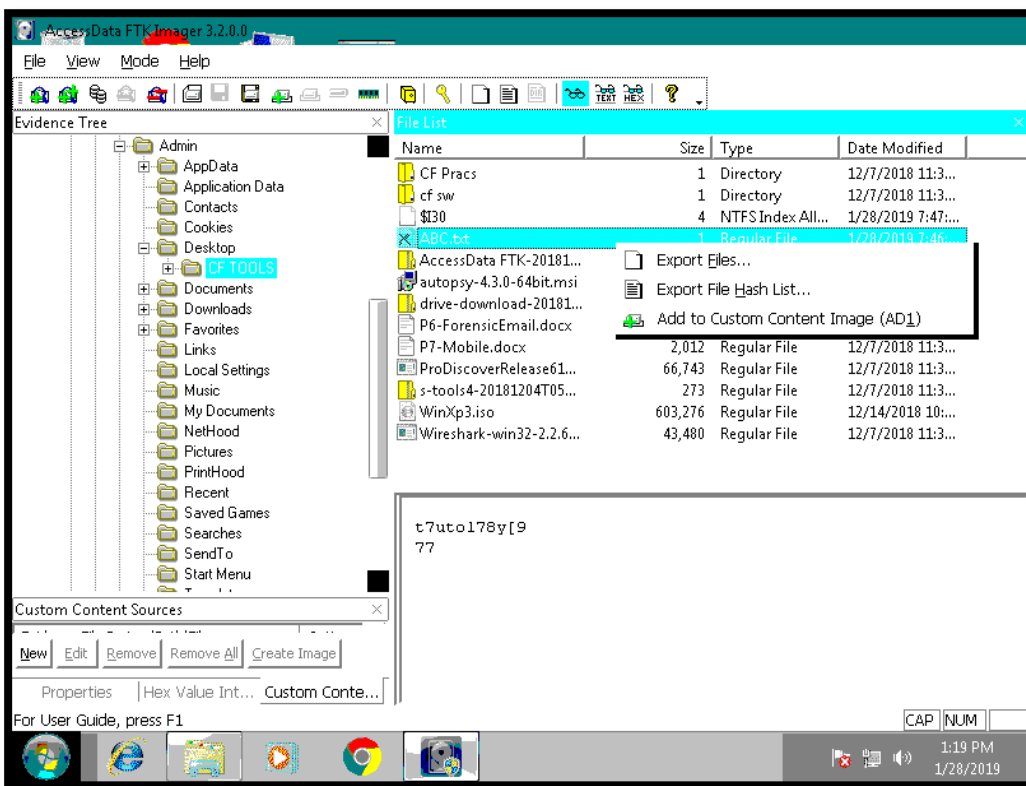 AccessData FTK Imager 3.2.0.0
File View Mode Help
Evidence Tree
Admin
AppData
Application Data
Contacts
Cookies
Desktop
CF TOOLS
Documents
Downloads
Favorites
Links
Local Settings
Music
My Documents
NetHood
Pictures
PrintHood
Recent
Saved Games
Searches
SendTo
Start Menu
Custom Content Sources
New Edit Remove Remove All Create Image
Properties Hex Value Int... Custom Conte...
File List
Name Size Type Date Modified
CF Pracs 1 Directory 12/7/2018 11:3...
cf sw 1 Directory 12/7/2018 11:3...
$I30 4 NTFS Index All... 1/28/2019 7:47:...
ABC.txt 1 Regular File 1/28/2019 7:46:...
AccessData FTK-20181...
autopsy-4.3.0-64bit.msi
drive-download-20181...
P6-ForensicEmail.docx
P7-Mobile.docx 2,012 Regular File 12/7/2018 11:3...
ProDiscoverRelease61... 66,743 Regular File 12/7/2018 11:3...
s-tools4-20181204T05... 273 Regular File 12/7/2018 11:3...
WinXp3.iso 603,276 Regular File 12/14/2018 10:...
Wireshark-win32-2.2.6... 43,480 Regular File 12/7/2018 11:3...
Export Files...
Export File Hash List...
Add to Custom Content Image (AD1)
t7utol78y[9
77
For User Guide, press F1
CAP NUM
1:19 PM
1/28/2019